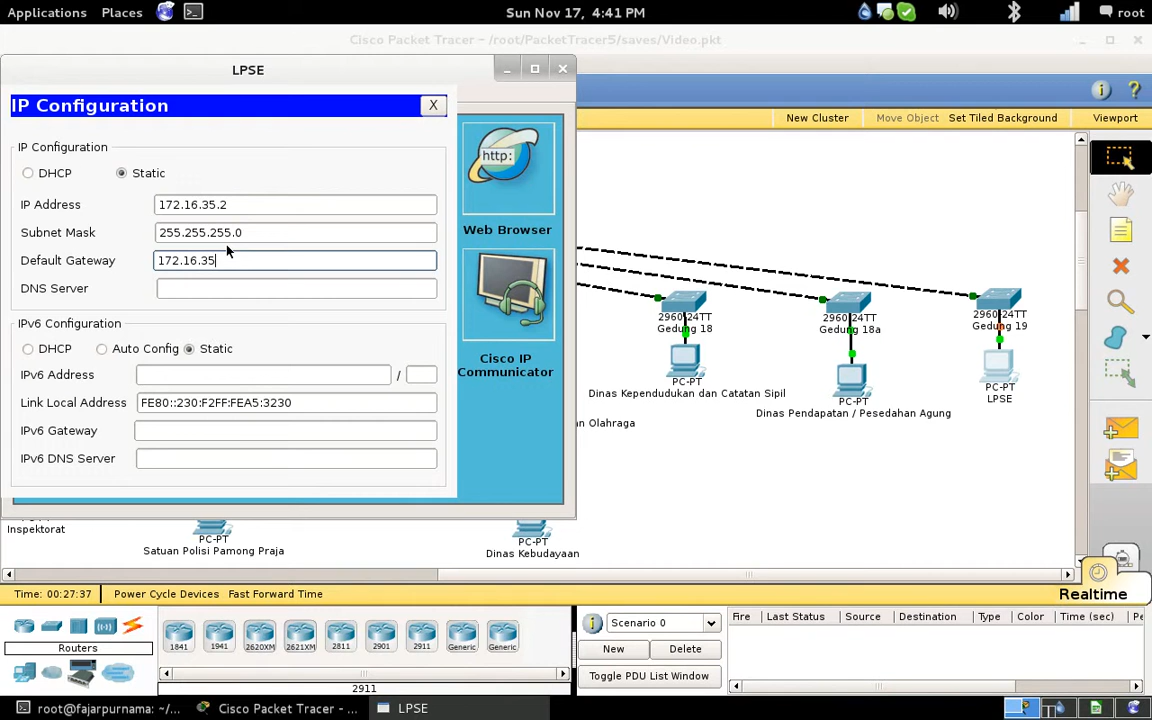 Applications Places Sun Nov 17, 4:41 PM root
Cisco Packet Tracer – /root/PacketTracer5/saves/Video.pkt
LPSE
IP Configuration X
New Cluster Move Object Set Tiled Background Viewport
IP Configuration
DHCP Static
IP Address 172.16.35.2
Subnet Mask 255.255.255.0
Default Gateway 172.16.35
DNS Server
IPv6 Configuration
DHCP Auto Config Static
IPv6 Address /
Link Local Address FE80::230:F2FF:FEA5:3230
IPv6 Gateway
IPv6 DNS Server
http:
Web Browser
Cisco IP
Communicator
2960-24TT
Gedung 18
PC-PT
Dinas Kependudukan dan Catatan Sipil
2960-24TT
Gedung 18a
PC-PT
Dinas Pendapatan / Pesedahan Agung
2960-24TT
Gedung 19
PC-PT
LPSE
an Olahraga
Inspektorat
PC-PT
Satuan Polisi Pamong Praja
PC-PT
Dinas Kebudayaan
Realtime
Time: 00:27:37 Power Cycle Devices Fast Forward Time
Routers
1841 1941 2620XM 2621XM 2811 2901 2911 Generic Generic
2911
Scenario 0
New Delete
Toggle PDU List Window
Fire Last Status Source Destination Type Color Time (sec) Pe
root@fajarpurnama: ~/... Cisco Packet Tracer - ... LPSE